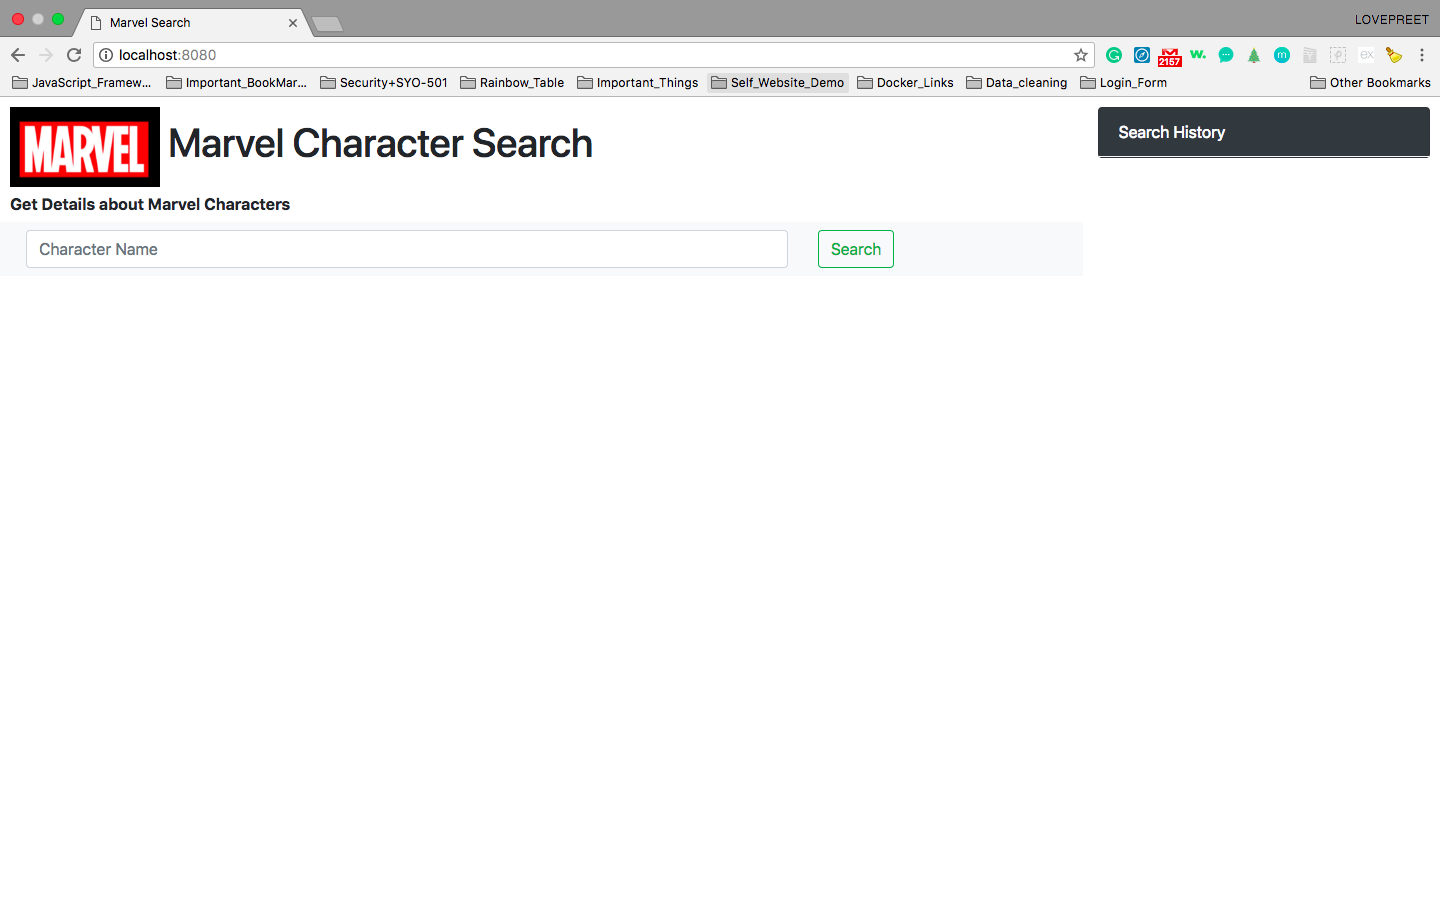 Marvel Search
LOVEPREET
localhost:8080
2157
JavaScript_Framew... Important_BookMar... Security+SYO-501 Rainbow_Table Important_Things Self_Website_Demo Docker_Links Data_cleaning Login_Form Other Bookmarks
MARVEL Marvel Character Search
Search History
Get Details about Marvel Characters
Character Name Search